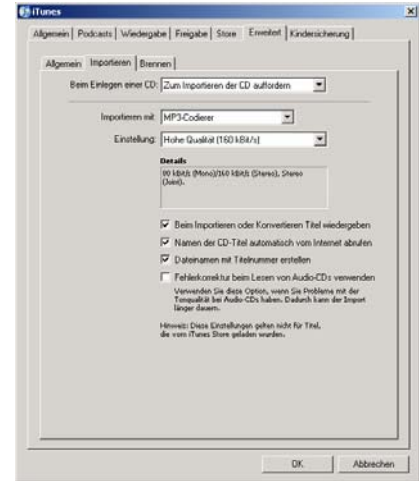 iTunes
Allgemein Podcasts Wiedergabe Freigabe Store Erweitert Kindersicherung
Allgemein Importieren Brennen
Beim Einlegen einer CD: Zum Importieren der CD auffordern
Importieren mit: MP3-Codierer
Einstellung: Hohe Qualität (160 kBit/s)
Details
80 kBit/s (Mono)/160 kBit/s (Stereo), Stereo
(Joint).
Beim Importieren oder Konvertieren Titel wiedergeben
Namen der CD-Titel automatisch vom Internet abrufen
Dateinamen mit Titelnummer erstellen
Fehlerkorrektur beim Lesen von Audio-CDs verwenden
Verwenden Sie diese Option, wenn Sie Probleme mit der
Tonqualität bei Audio-CDs haben. Dadurch kann der Import
länger dauern.
Hinweis: Diese Einstellungen gelten nicht für Titel,
die vom iTunes Store geladen wurden.
OK Abbrechen